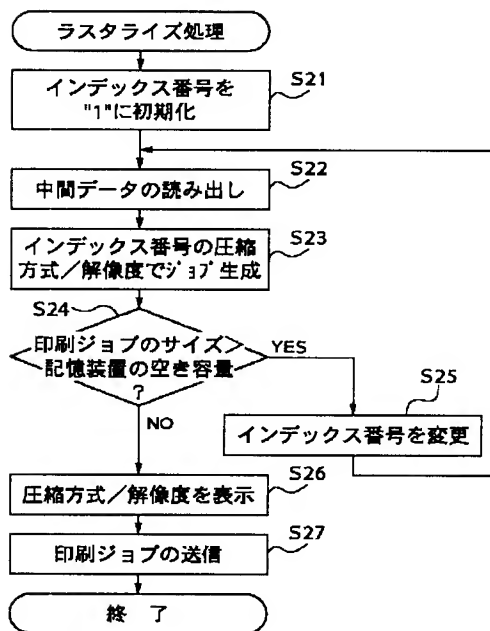 ラスタライズ処理
S21
インデックス番号を
"1"に初期化
S22
中間データの読み出し
S23
インデックス番号の圧縮
方式/解像度でｼﾞｮﾌﾞ生成
S24
印刷ジョブのサイズ>
記憶装置の空き容量
?
YES
NO
S25
インデックス番号を変更
S26
圧縮方式/解像度を表示
S27
印刷ジョブの送信
終 了